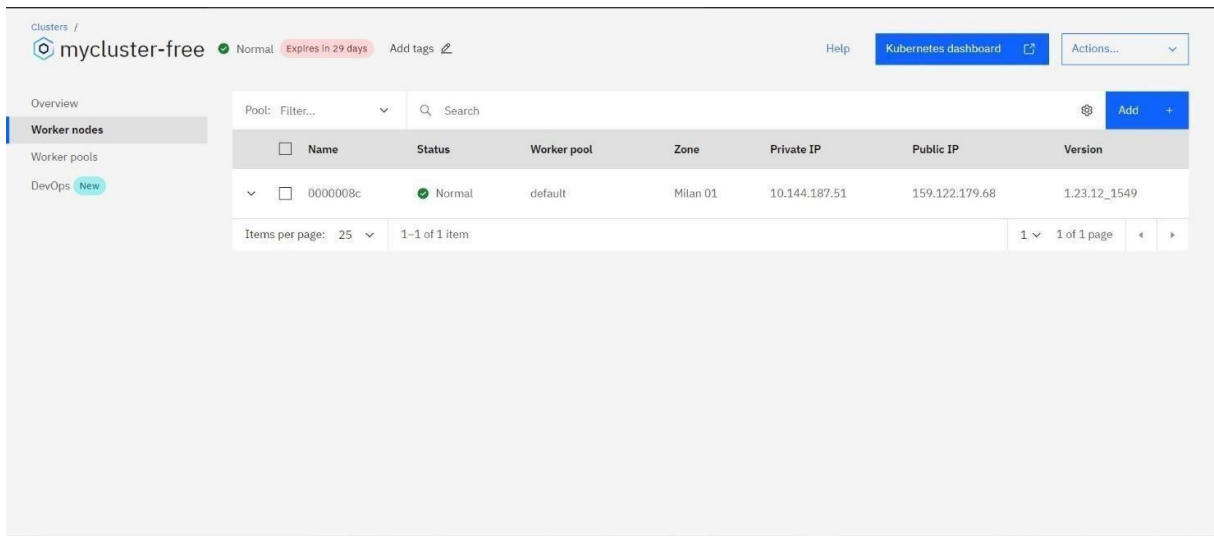 Clusters /
mycluster-free Normal Expires in 29 days Add tags Help Kubernetes dashboard Actions...
Overview
Worker nodes
Worker pools
DevOps New
Pool: Filter... Search Add +
Name Status Worker pool Zone Private IP Public IP Version
0000008c Normal default Milan 01 10.144.187.51 159.122.179.68 1.23.12_1549
Items per page: 25 1–1 of 1 item 1 1 of 1 page